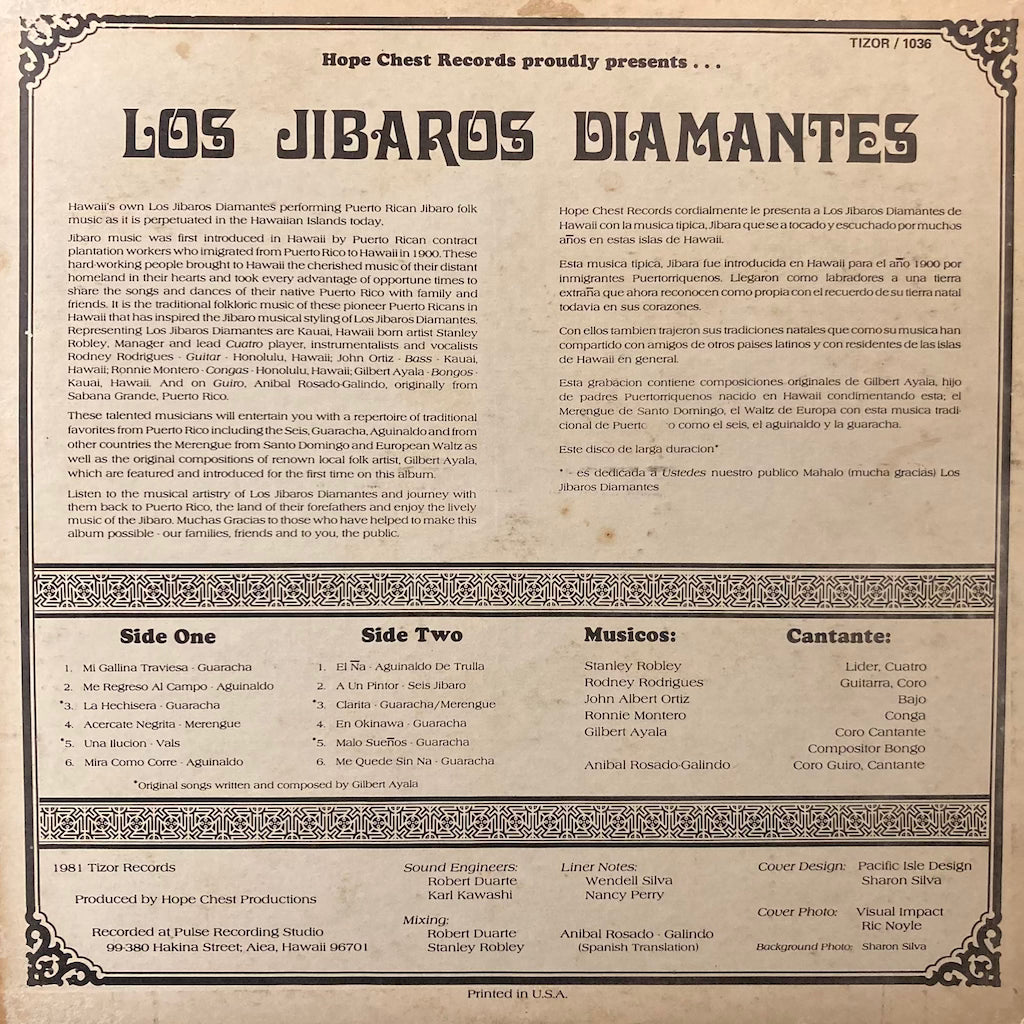 TIZOR / 1036
Hope Chest Records proudly presents . . .
LOS JIBAROS DIAMANTES
Hawaii's own Los Jibaros Diamantes performing Puerto Rican Jibaro folk
music as it is perpetuated in the Hawaiian Islands today.
Jibaro music was first introduced in Hawaii by Puerto Rican contract
plantation workers who imigrated from Puerto Rico to Hawaii in 1900. These
hard-working people brought to Hawaii the cherished music of their distant
homeland in their hearts and took every advantage of opportune times to
share the songs and dances of their native Puerto Rico with family and
friends. It is the traditional folkloric music of these pioneer Puerto Ricans in
Hawaii that has inspired the Jibaro musical styling of Los Jibaros Diamantes.
Representing Los Jibaros Diamantes are Kauai, Hawaii born artist Stanley
Robley, Manager and lead Cuatro player, instrumentalists and vocalists
Rodney Rodrigues - Guitar - Honolulu, Hawaii; John Ortiz - Bass - Kauai,
Hawaii; Ronnie Montero - Congas - Honolulu, Hawaii; Gilbert Ayala - Bongos -
Kauai, Hawaii. And on Guiro, Anibal Rosado-Galindo, originally from
Sabana Grande, Puerto Rico.
These talented musicians will entertain you with a repertoire of traditional
favorites from Puerto Rico including the Seis, Guaracha, Aguinaldo and from
other countries the Merengue from Santo Domingo and European Waltz as
well as the original compositions of renown local folk artist, Gilbert Ayala,
which are featured and introduced for the first time on this album.
Listen to the musical artistry of Los Jibaros Diamantes and journey with
them back to Puerto Rico, the land of their forefathers and enjoy the lively
music of the Jibaro. Muchas Gracias to those who have helped to make this
album possible - our families, friends and to you, the public.
Hope Chest Records cordialmente le presenta a Los Jibaros Diamantes de
Hawaii con la musica tipica, Jibara que se a tocado y escuchado por muchos
años en estas islas de Hawaii.
Esta musica tipica, Jibara fue introducida en Hawaii para el año 1900 por
inmigrantes Puertorriquenos. Llegaron como labradores a una tierra
extraña que ahora reconocen como propia con el recuerdo de su tierra natal
todavia en sus corazones.
Con ellos tambien trajeron sus tradiciones natales que como su musica han
compartido con amigos de otros paises latinos y con residentes de las islas
de Hawaii en general.
Esta grabacion contiene composiciones originales de Gilbert Ayala, hijo
de padres Puertorriquenos nacido en Hawaii condimentando esta; el
Merengue de Santo Domingo, el Waltz de Europa con esta musica tradi-
cional de Puerto como el seis, el aguinaldo y la guaracha.
Este disco de larga duracion*
* - es dedicada a Ustedes nuestro publico Mahalo (mucha gracias) Los
Jibaros Diamantes
Side One
1. Mi Gallina Traviesa - Guaracha
2. Me Regreso Al Campo - Aguinaldo
*3. La Hechisera - Guaracha
4. Acercate Negrita - Merengue
*5. Una Ilucion - Vals
6. Mira Como Corre - Aguinaldo
Side Two
1. El Ña - Aguinaldo De Trulla
2. A Un Pintor - Seis Jibaro
*3. Clarita - Guaracha/Merengue
4. En Okinawa - Guaracha
*5. Malo Sueños - Guaracha
6. Me Quede Sin Na - Guaracha
*Original songs written and composed by Gilbert Ayala
Musicos: Cantante:
Stanley Robley Lider, Cuatro
Rodney Rodrigues Guitarra, Coro
John Albert Ortiz Bajo
Ronnie Montero Conga
Gilbert Ayala Coro Cantante
Compositor Bongo
Anibal Rosado-Galindo Coro Guiro, Cantante
1981 Tizor Records
Produced by Hope Chest Productions
Recorded at Pulse Recording Studio
99-380 Hakina Street; Aiea, Hawaii 96701
Sound Engineers:
Robert Duarte
Karl Kawashi
Mixing:
Robert Duarte
Stanley Robley
Liner Notes:
Wendell Silva
Nancy Perry
Anibal Rosado - Galindo
(Spanish Translation)
Cover Design: Pacific Isle Design
Sharon Silva
Cover Photo: Visual Impact
Ric Noyle
Background Photo: Sharon Silva
Printed in U.S.A.